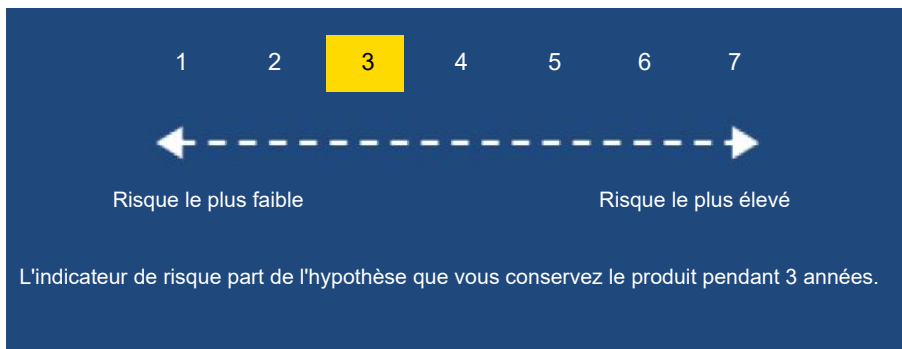 1 2 3 4 5 6 7
Risque le plus faible Risque le plus élevé
L'indicateur de risque part de l'hypothèse que vous conservez le produit pendant 3 années.